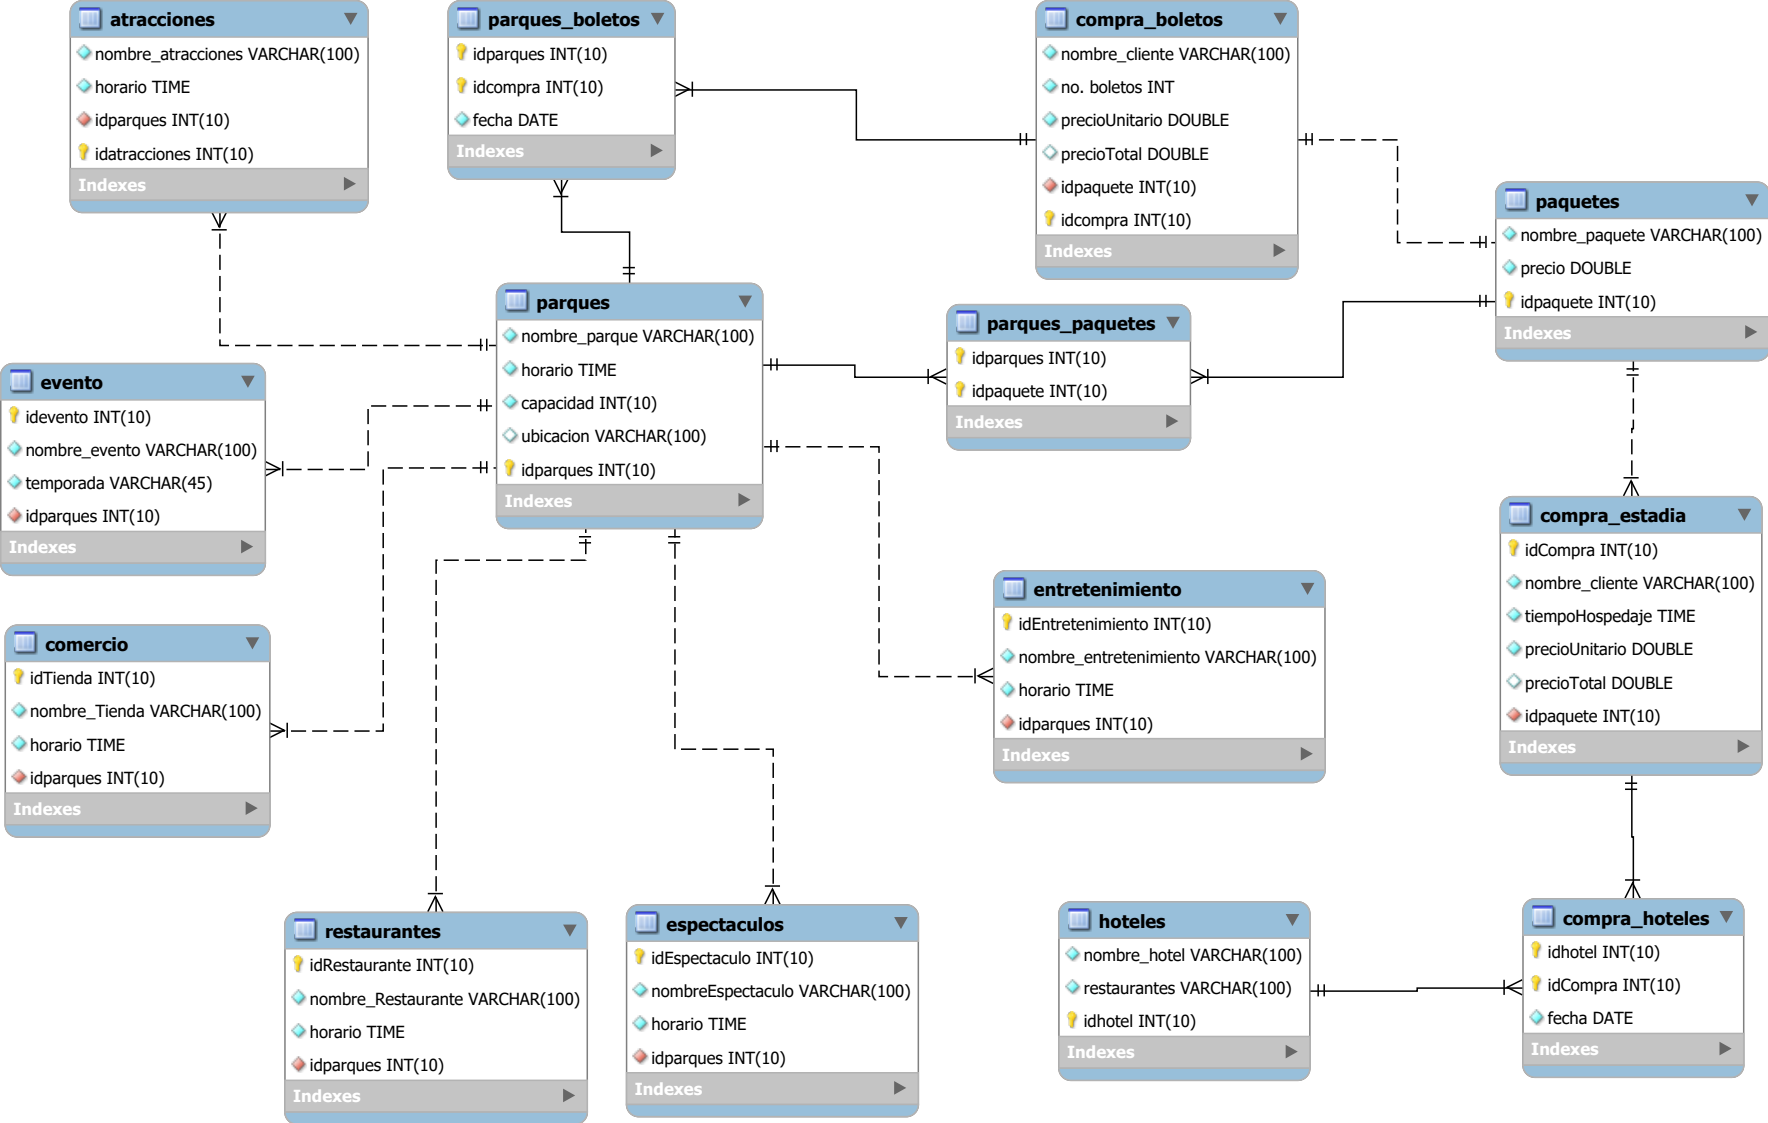 atracciones
nombre_atracciones VARCHAR(100)
horario TIME
idparques INT(10)
idatracciones INT(10)
Indexes
parques_boletos
idparques INT(10)
idcompra INT(10)
fecha DATE
Indexes
compra_boletos
nombre_cliente VARCHAR(100)
no. boletos INT
precioUnitario DOUBLE
precioTotal DOUBLE
idpaquete INT(10)
idcompra INT(10)
Indexes
paquetes
nombre_paquete VARCHAR(100)
precio DOUBLE
idpaquete INT(10)
Indexes
parques
nombre_parque VARCHAR(100)
horario TIME
capacidad INT(10)
ubicacion VARCHAR(100)
idparques INT(10)
Indexes
parques_paquetes
idparques INT(10)
idpaquete INT(10)
Indexes
evento
idevento INT(10)
nombre_evento VARCHAR(100)
temporada VARCHAR(45)
idparques INT(10)
Indexes
compra_estadia
idCompra INT(10)
nombre_cliente VARCHAR(100)
tiempoHospedaje TIME
precioUnitario DOUBLE
precioTotal DOUBLE
idpaquete INT(10)
Indexes
entretenimiento
idEntretenimiento INT(10)
nombre_entretenimiento VARCHAR(100)
horario TIME
idparques INT(10)
Indexes
comercio
idTienda INT(10)
nombre_Tienda VARCHAR(100)
horario TIME
idparques INT(10)
Indexes
restaurantes
idRestaurante INT(10)
nombre_Restaurante VARCHAR(100)
horario TIME
idparques INT(10)
Indexes
espectaculos
idEspectaculo INT(10)
nombreEspectaculo VARCHAR(100)
horario TIME
idparques INT(10)
Indexes
hoteles
nombre_hotel VARCHAR(100)
restaurantes VARCHAR(100)
idhotel INT(10)
Indexes
compra_hoteles
idhotel INT(10)
idCompra INT(10)
fecha DATE
Indexes